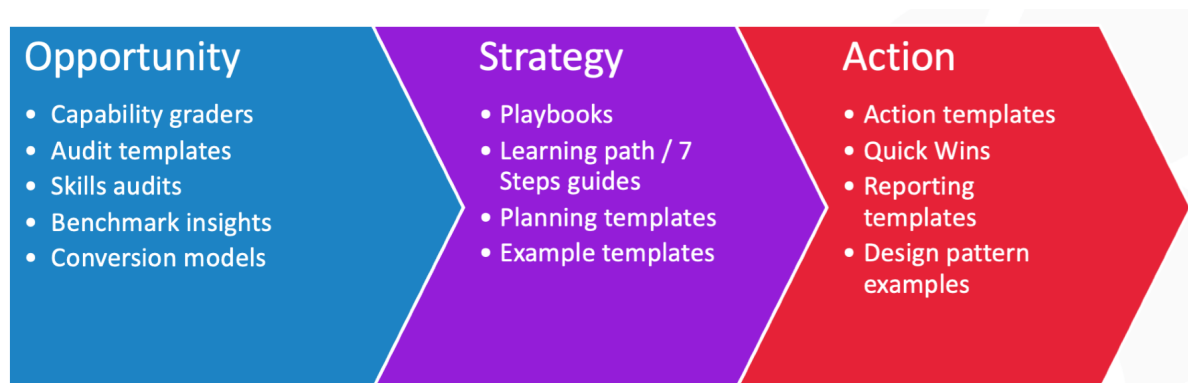 Opportunity
• Capability graders
• Audit templates
• Skills audits
• Benchmark insights
• Conversion models
Strategy
• Playbooks
• Learning path / 7
Steps guides
• Planning templates
• Example templates
Action
• Action templates
• Quick Wins
• Reporting
templates
• Design pattern
examples